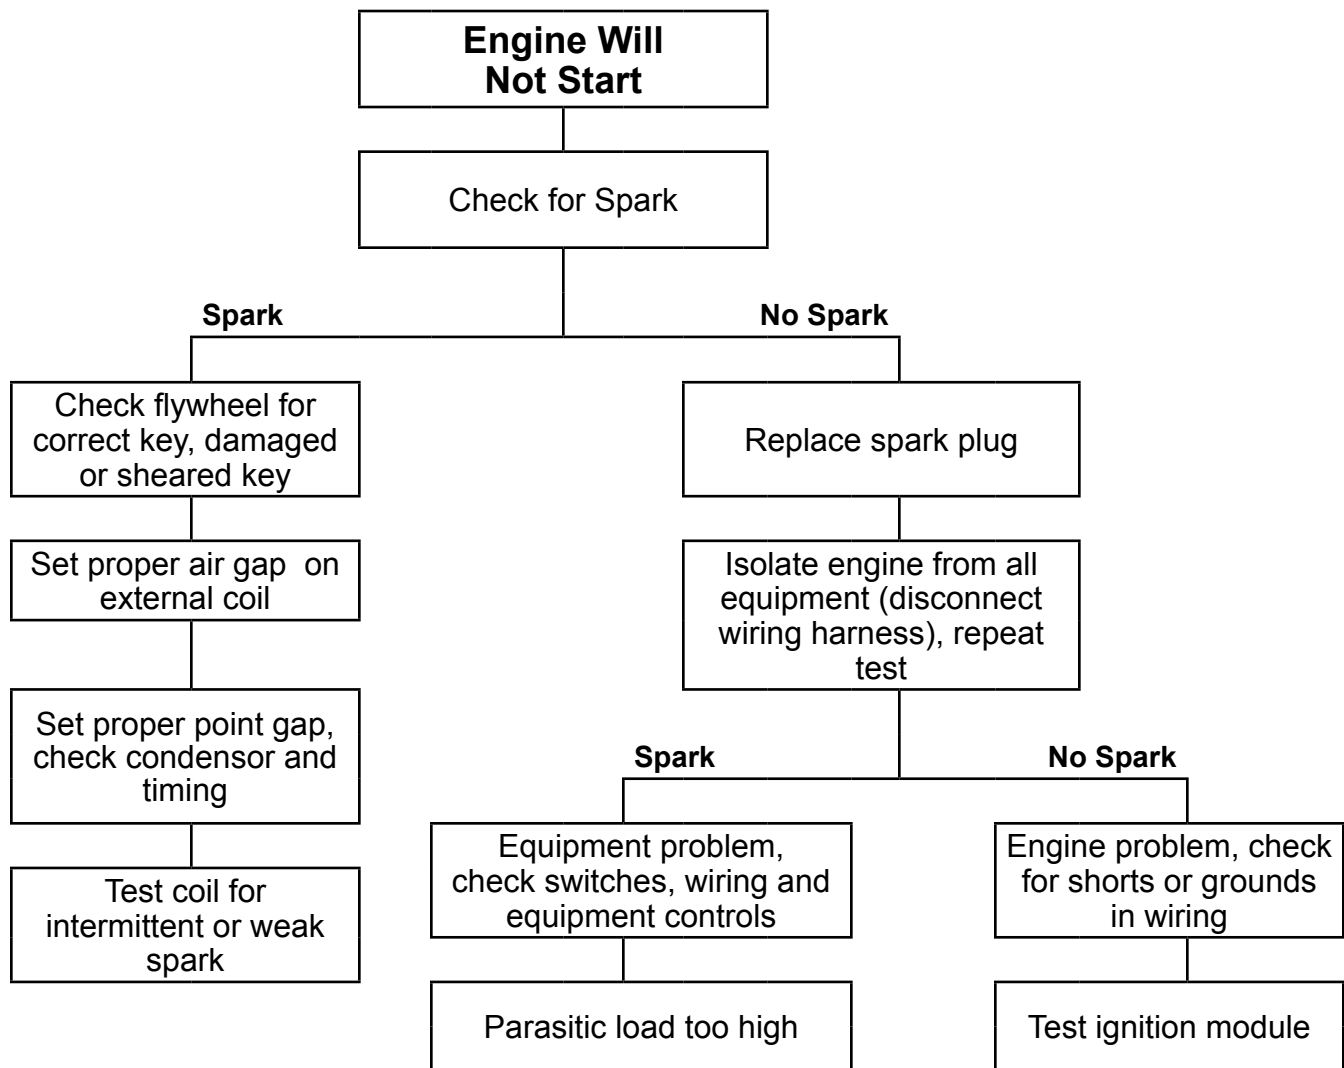 Engine Will
Not Start
Check for Spark
Spark
No Spark
Check flywheel for
correct key, damaged
or sheared key
Replace spark plug
Set proper air gap  on
external coil
Isolate engine from all
equipment (disconnect
wiring harness), repeat
test
Set proper point gap,
check condensor and
timing
Spark
No Spark
Test coil for
intermittent or weak
spark
Equipment problem,
check switches, wiring and
equipment controls
Engine problem, check
for shorts or grounds
in wiring
Parasitic load too high
Test ignition module